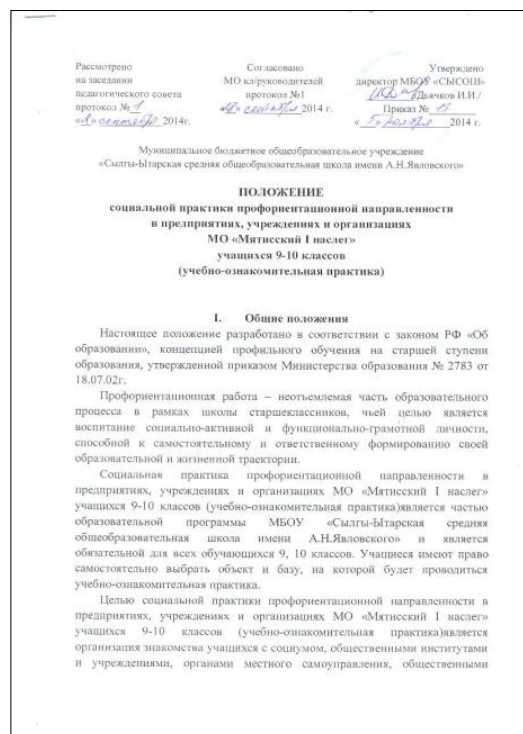 Рассмотрено
на заседании
педагогического совета
протокол № 1
сентября 2014г.
Согласовано
МО кл/руководителей
протокол №1
сентября 2014 г.
Утверждено
директор МБОУ «СЫСОШ»
/Дьячков И.И./
Приказ №
« 5 » ноября 2014 г.
Муниципальное бюджетное общеобразовательное учреждение
«Сылгы-Ытарская средняя общеобразовательная школа имени А.Н.Явловского»
ПОЛОЖЕНИЕ
социальной практики профориентационной направленности
в предприятиях, учреждениях и организациях
МО «Мятисский I наслег»
учащихся 9-10 классов
(учебно-ознакомительная практика)
I. Общие положения
Настоящее положение разработано в соответствии с законом РФ «Об
образовании», концепцией профильного обучения на старшей ступени
образования, утвержденной приказом Министерства образования № 2783 от
18.07.02г.
Профориентационная работа – неотъемлемая часть образовательного
процесса в рамках школы старшеклассников, чьей целью является
воспитание социально-активной и функционально-грамотной личности,
способной к самостоятельному и ответственному формированию своей
образовательной и жизненной траектории.
Социальная практика профориентационной направленности в
предприятиях, учреждениях и организациях МО «Мятисский I наслег»
учащихся 9-10 классов (учебно-ознакомительная практика)является частью
образовательной программы МБОУ «Сылгы-Ытарская средняя
общеобразовательная школа имени А.Н.Явловского» и является
обязательной для всех обучающихся 9, 10 классов. Учащиеся имеют право
самостоятельно выбрать объект и базу, на которой будет проводиться
учебно-ознакомительная практика.
Целью социальной практики профориентационной направленности в
предприятиях, учреждениях и организациях МО «Мятисский I наслег»
учащихся 9-10 классов (учебно-ознакомительная практика)является
организация знакомства учащихся с социумом, общественными институтами
и учреждениями, органами местного самоуправления, общественными